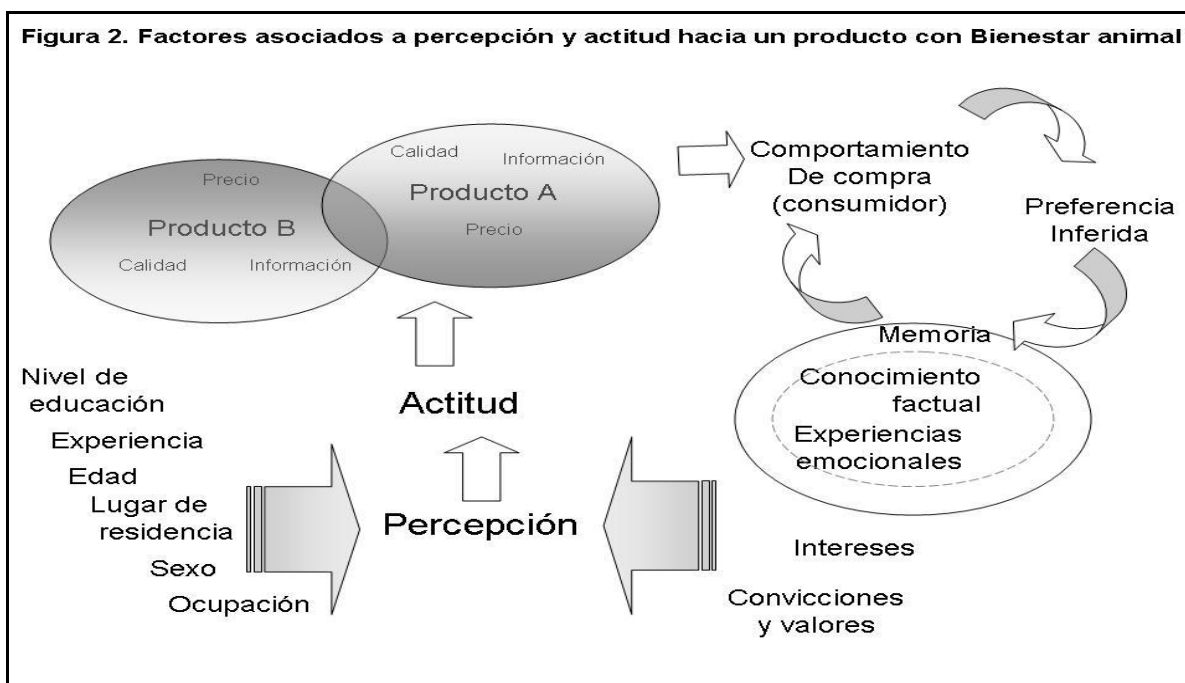 Figura 2. Factores asociados a percepción y actitud hacia un producto con Bienestar animal
Calidad
Información
Producto A
Precio
Precio
Producto B
Calidad
Información
Comportamiento
De compra
(consumidor)
Preferencia
Inferida
Memoria
Conocimiento
factual
Experiencias
emocionales
Actitud
Nivel de
educación
Experiencia
Edad
Lugar de
residencia
Sexo
Ocupación
Percepción
Intereses
Convicciones
y valores